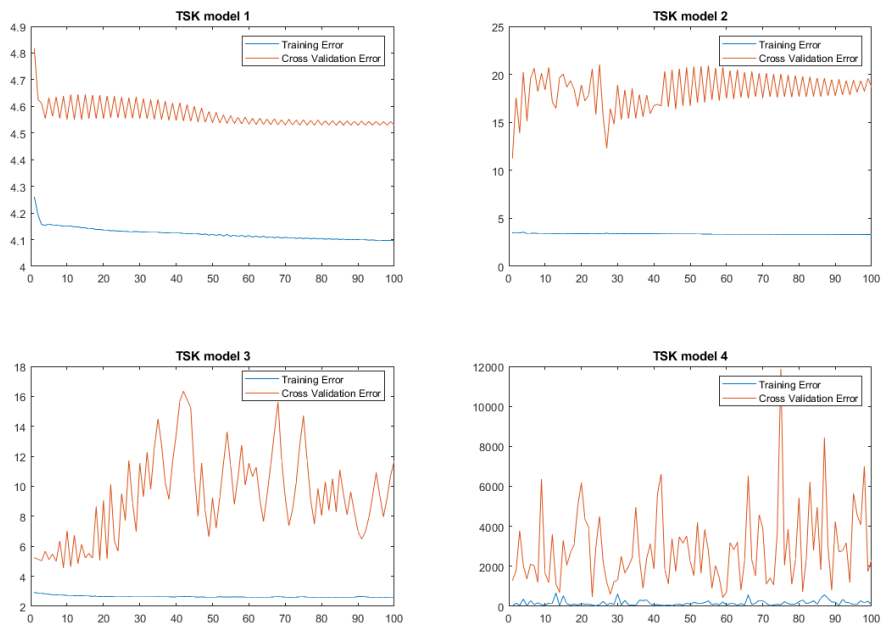 TSK model 1
4.9
4.8
4.7
4.6
4.5
4.4
4.3
4.2
4.1
4
0 10 20 30 40 50 60 70 80 90 100
Training Error
Cross Validation Error
TSK model 2
25
20
15
10
5
0
0 10 20 30 40 50 60 70 80 90 100
Training Error
Cross Validation Error
TSK model 3
18
16
14
12
10
8
6
4
2
0 10 20 30 40 50 60 70 80 90 100
Training Error
Cross Validation Error
TSK model 4
12000
10000
8000
6000
4000
2000
0
0 10 20 30 40 50 60 70 80 90 100
Training Error
Cross Validation Error